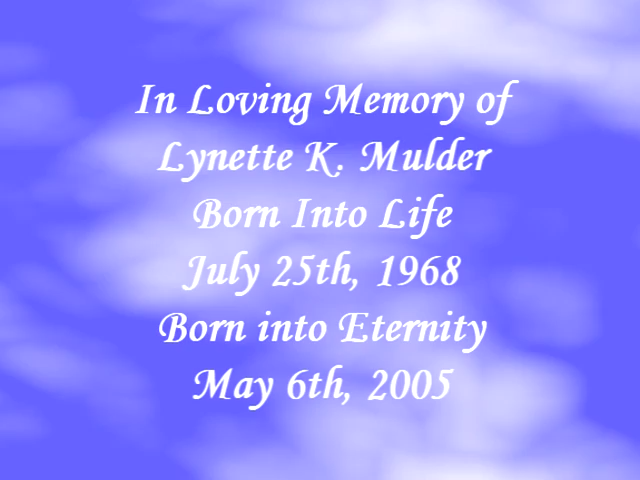 In Loving Memory of
Lynette K. Mulder
Born Into Life
July 25th, 1968
Born into Eternity
May 6th, 2005